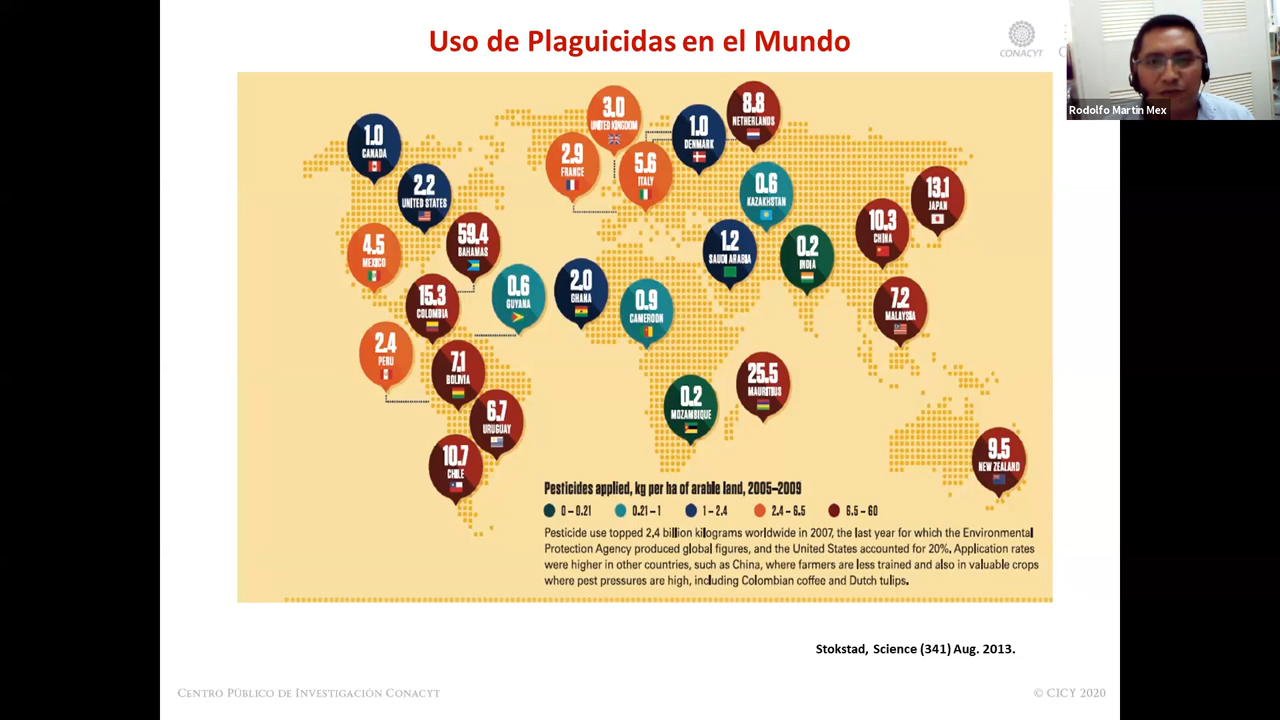 Uso de Plaguicidas en el Mundo
CONACYT
C
Rodolfo Martin Mex
1.0
CANADA
2.2
UNITED STATES
4.5
MEXICO
59.4
BAHAMAS
15.3
COLOMBIA
0.6
GUYANA
2.4
PERU
7.1
BOLIVIA
6.7
URUGUAY
10.7
CHILE
3.0
UNITED KINGDOM
2.9
FRANCE
5.6
ITALY
1.0
DENMARK
8.8
NETHERLANDS
0.6
KAZAKHSTAN
1.2
SAUDI ARABIA
0.2
INDIA
10.3
CHINA
13.1
JAPAN
7.2
MALAYSIA
2.0
GHANA
0.9
CAMEROON
0.2
MOZAMBIQUE
25.5
MAURITIUS
9.5
NEW ZEALAND
Pesticides applied, kg per ha of arable land, 2005–2009
0 – 0.21
0.21 – 1
1 – 2.4
2.4 – 6.5
6.5 – 60
Pesticide use topped 2,4 billion kilograms worldwide in 2007, the last year for which the Environmental
Protection Agency produced global figures, and the United States accounted for 20%. Application rates
were higher in other countries, such as China, where farmers are less trained and also in valuable crops
where pest pressures are high, including Colombian coffee and Dutch tulips.
Stokstad, Science (341) Aug. 2013.
CENTRO PÚBLICO DE INVESTIGACIÓN CONACYT
© CICY 2020